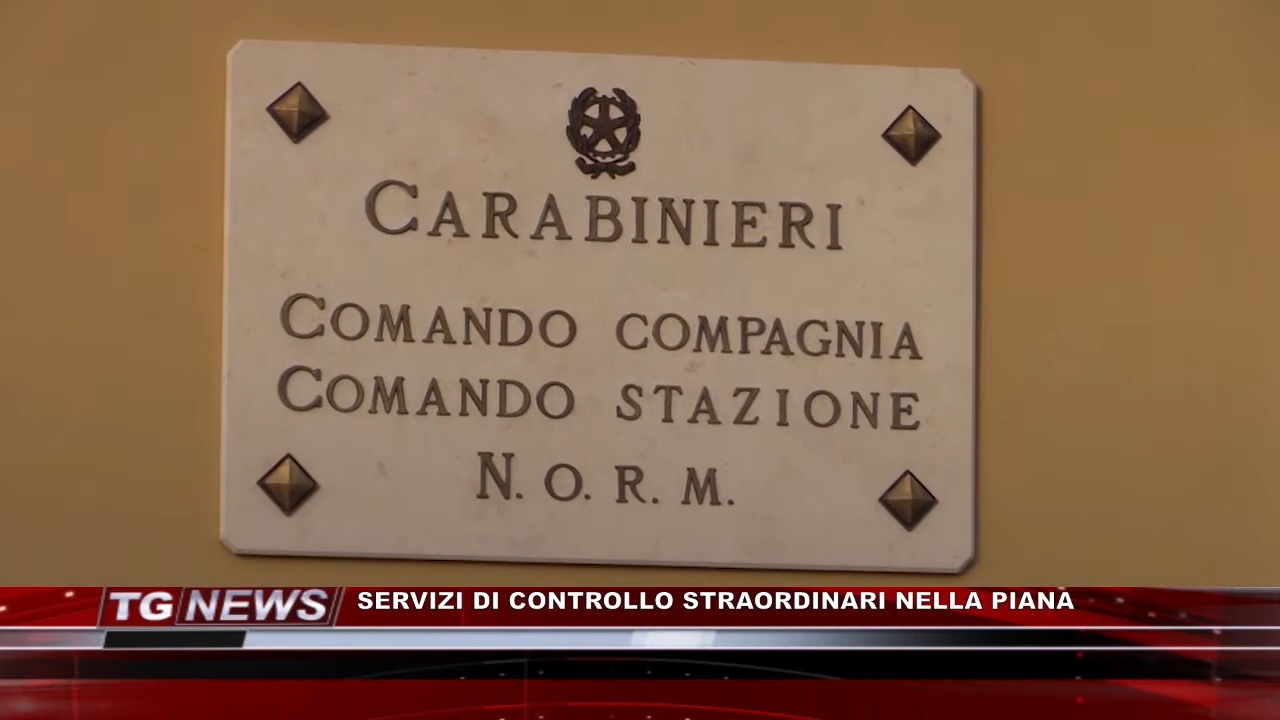 CARABINIERI
COMANDO COMPAGNIA
COMANDO STAZIONE
N. O. R. M.
TG NEWS
SERVIZI DI CONTROLLO STRAORDINARI NELLA PIANA